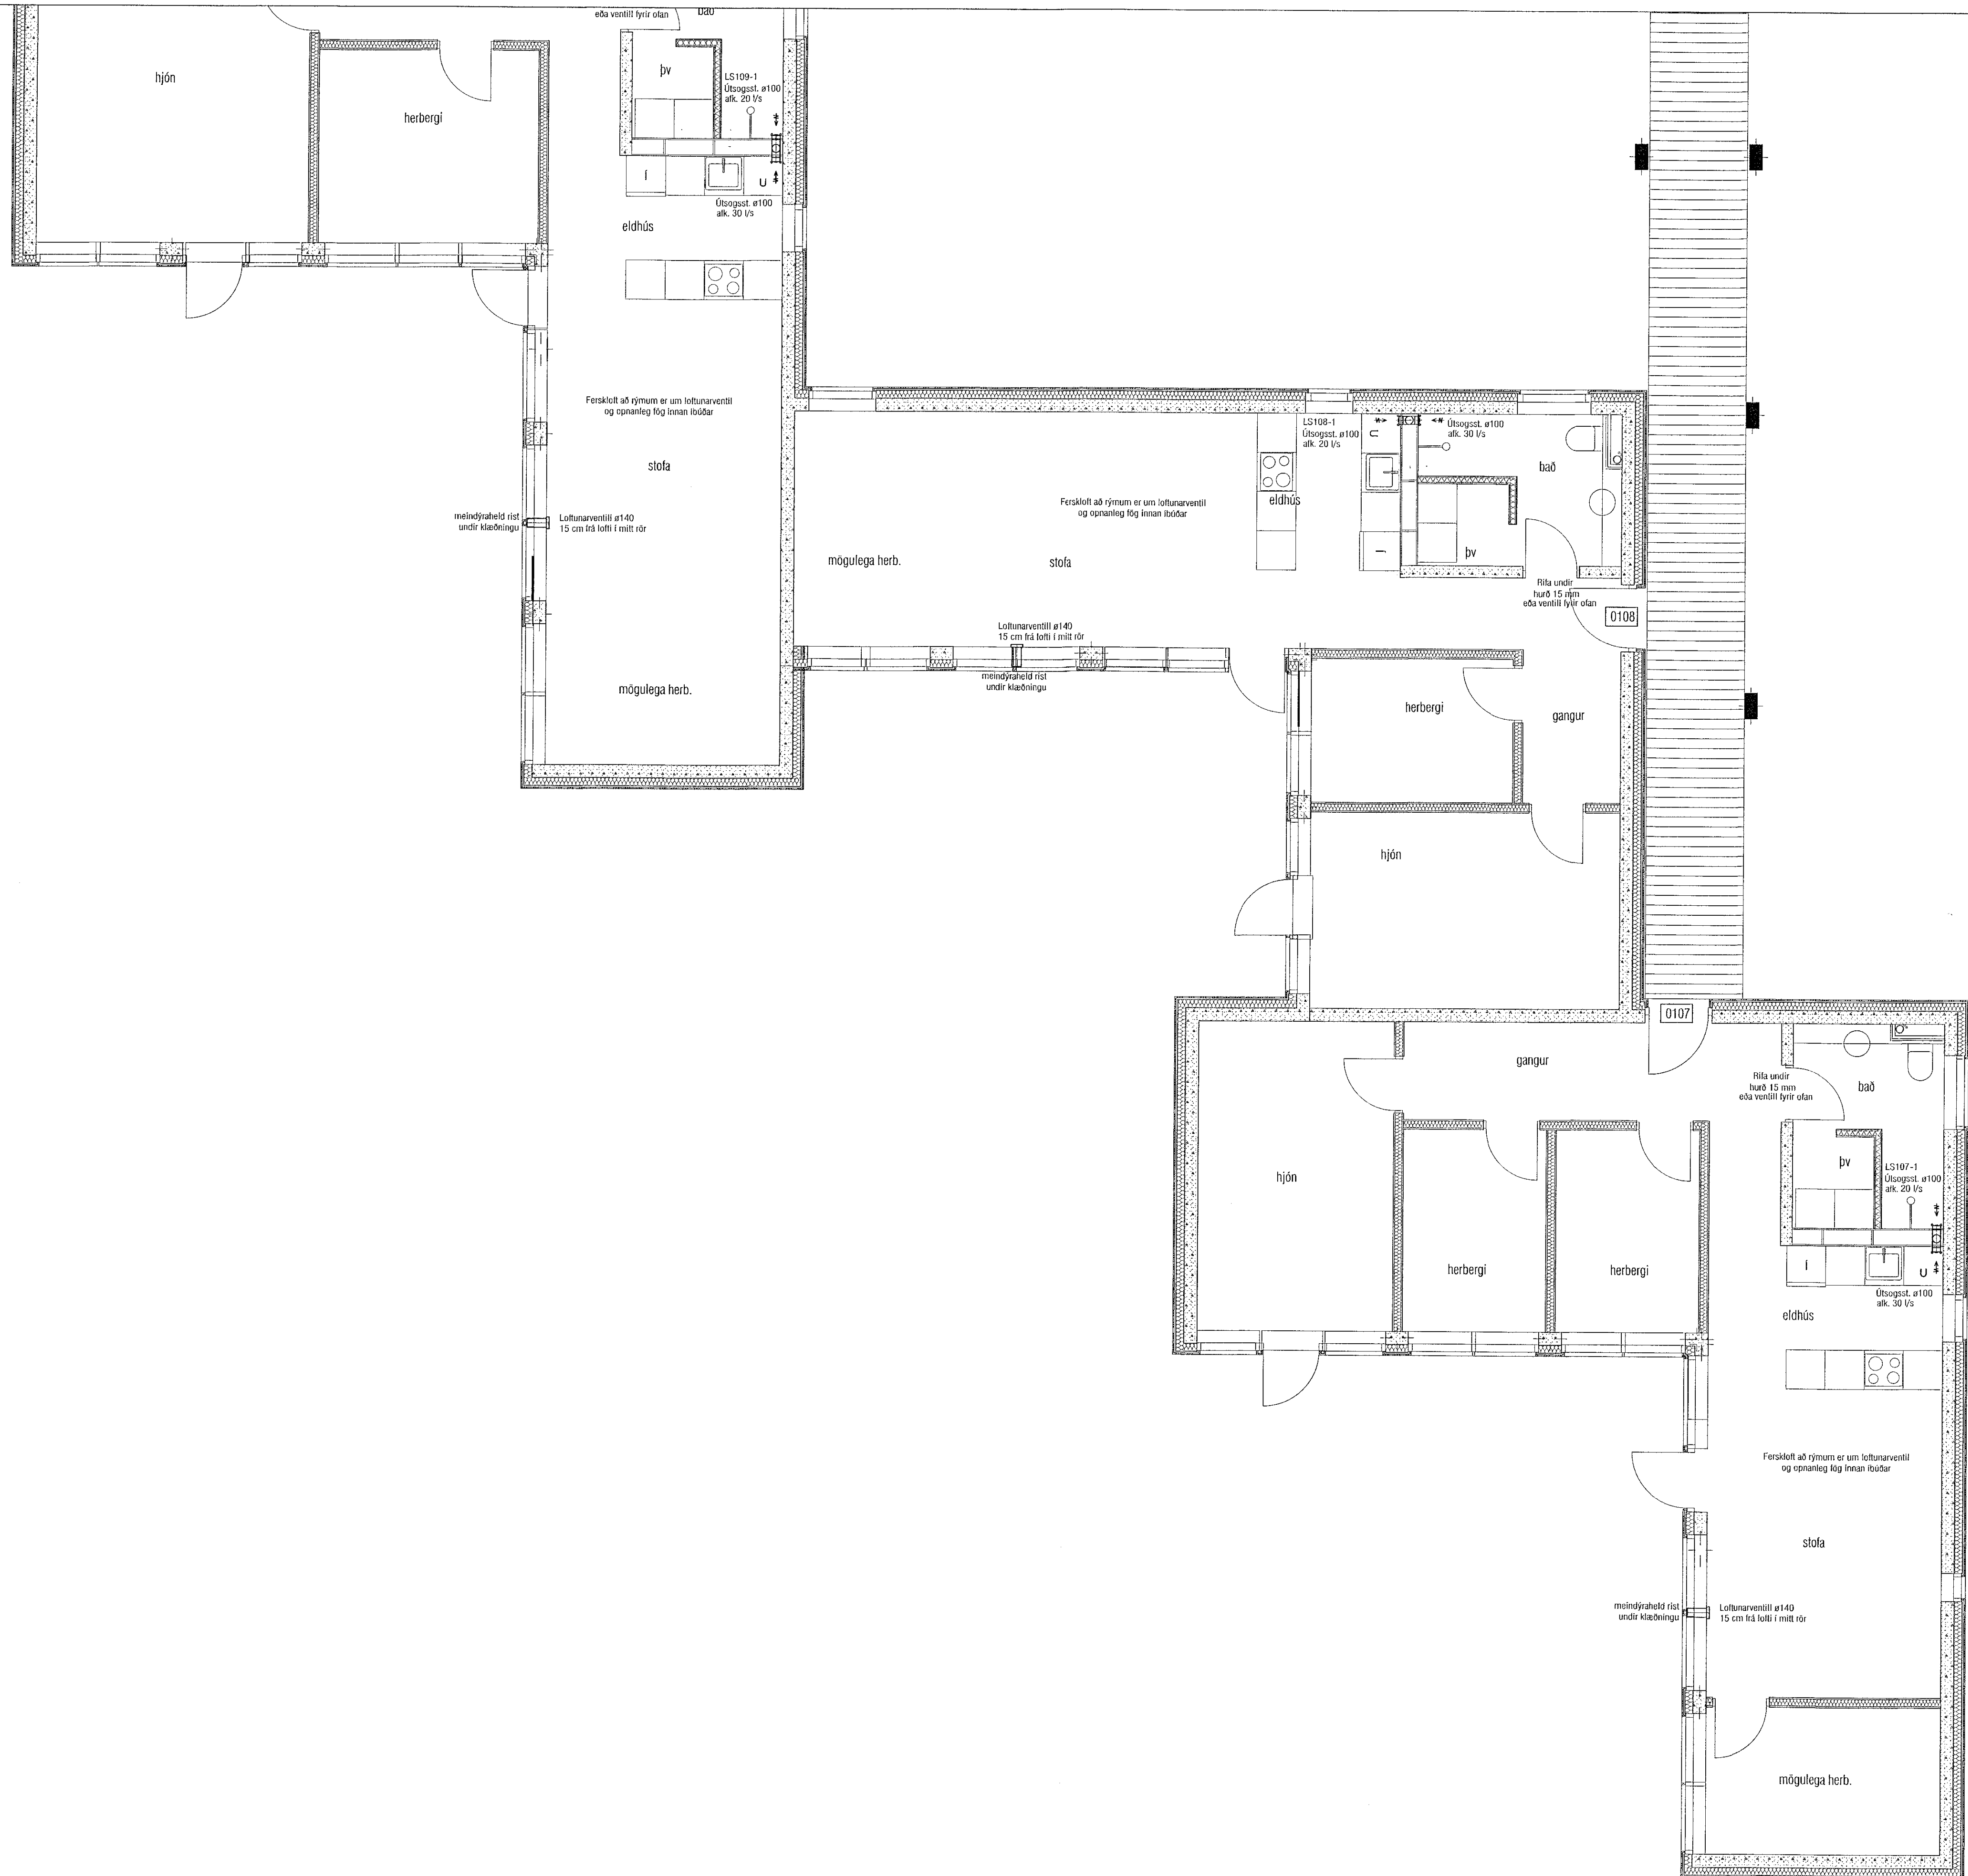 eða ventill fyrir ofan
bað
hjón
herbergi
þv
LS109-1
Útsogsst. ø100
afk. 20 l/s
Í
U
Útsogsst. ø100
afk. 30 l/s
eldhús
Ferskloft að rýmum er um loftunarventil
og opnanleg fög innan íbúðar
stofa
meindýraheld rist
undir klæðningu
Loftunarventill ø140
15 cm frá lofti í mitt rör
mögulega herb.
LS108-1
Útsogsst. ø100
afk. 20 l/s
U
Útsogsst. ø100
afk. 30 l/s
bað
Ferskloft að rýmum er um loftunarventil
og opnanleg fög innan íbúðar
eldhús
mögulega herb.
stofa
Í
þv
Rifa undir
hurð 15 mm
eða ventill fyrir ofan
0108
Loftunarventill ø140
15 cm frá lofti í mitt rör
meindýraheld rist
undir klæðningu
herbergi
gangur
hjón
0107
gangur
Rifa undir
hurð 15 mm
eða ventill fyrir ofan
bað
hjón
þv
LS107-1
Útsogsst. ø100
afk. 20 l/s
herbergi
herbergi
Í
U
Útsogsst. ø100
afk. 30 l/s
eldhús
Ferskloft að rýmum er um loftunarventil
og opnanleg fög innan íbúðar
stofa
meindýraheld rist
undir klæðningu
Loftunarventill ø140
15 cm frá lofti í mitt rör
mögulega herb.